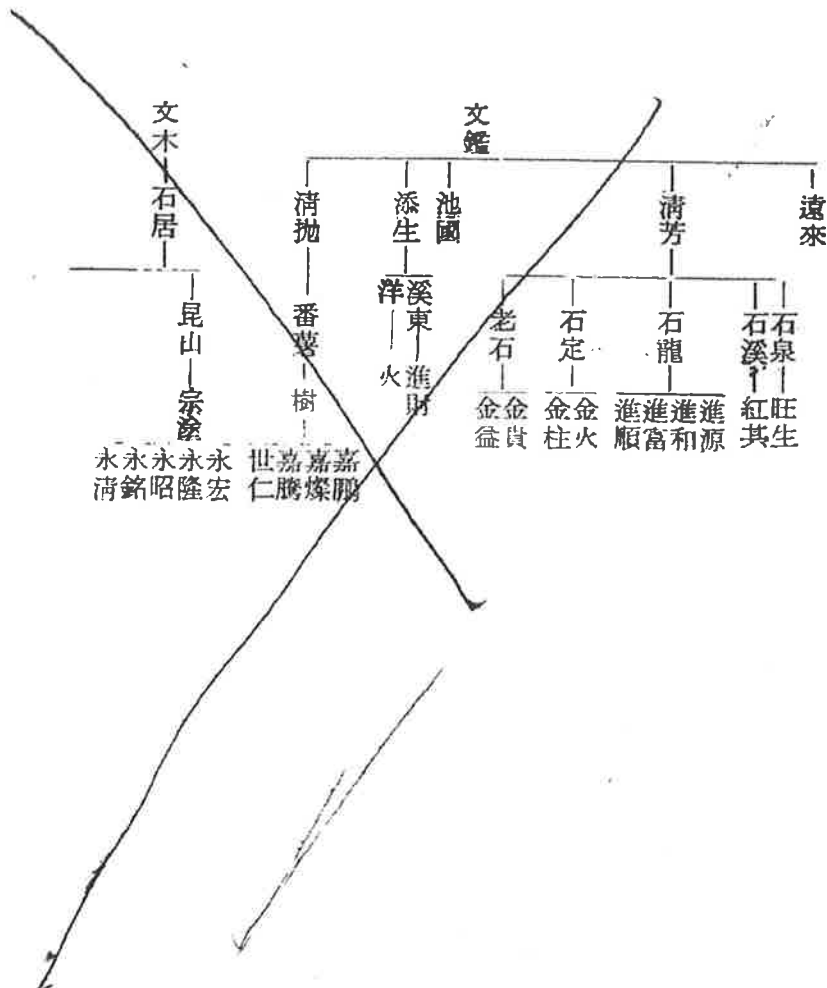 文鑑
遠來
清芳
池國
添生
清拋
石泉
石溪
石龍
石定
老石
溪東
洋
番薯
旺生
紅其
進源
進和
進富
進順
金火
金柱
金貴
金益
進財
火
樹
嘉鵬
嘉燦
嘉騰
世仁
文木
石居
昆山
永宏
永隆
永昭
永銘
永清